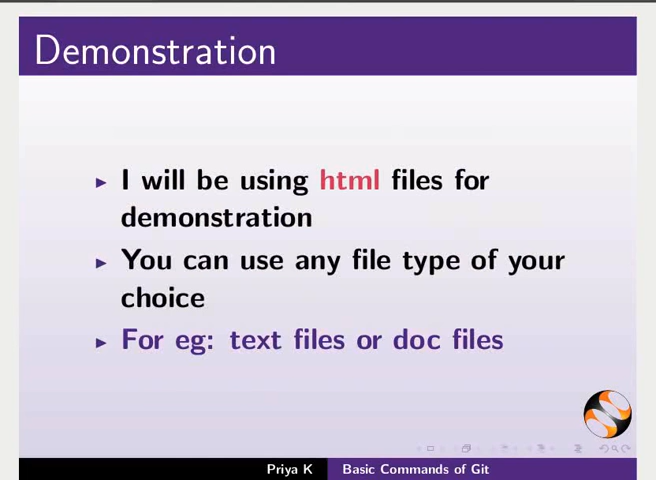 Demonstration
I will be using html files for
demonstration
You can use any file type of your
choice
For eg: text files or doc files
Priya K Basic Commands of Git